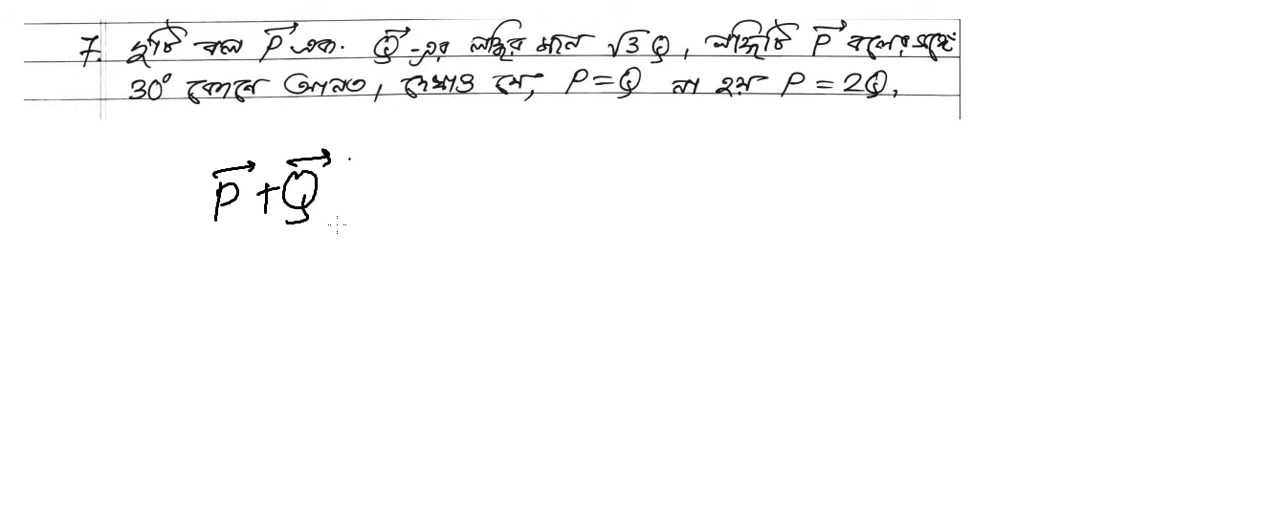 7. দুটি বল P⃗ এবং Q⃗ -এর লব্ধির মান √3 Q, লব্ধিটি P⃗ বলের সঙ্গে
30° কোণে আনত, দেখাও যে, P = Q না হয় P = 2Q,
P⃗ + Q⃗